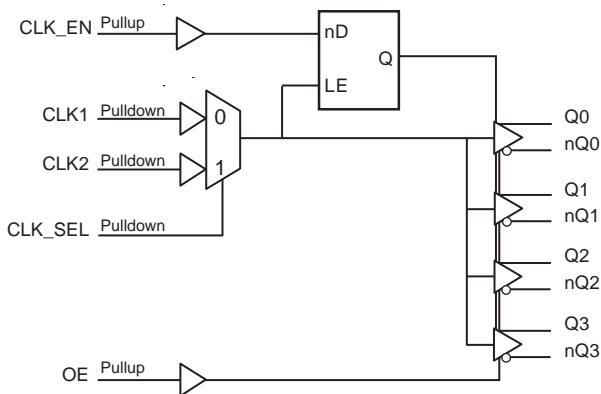 CLK_EN Pullup
nD
Q
LE
CLK1 Pulldown
0
CLK2 Pulldown
1
CLK_SEL Pulldown
Q0
nQ0
Q1
nQ1
Q2
nQ2
Q3
nQ3
OE Pullup